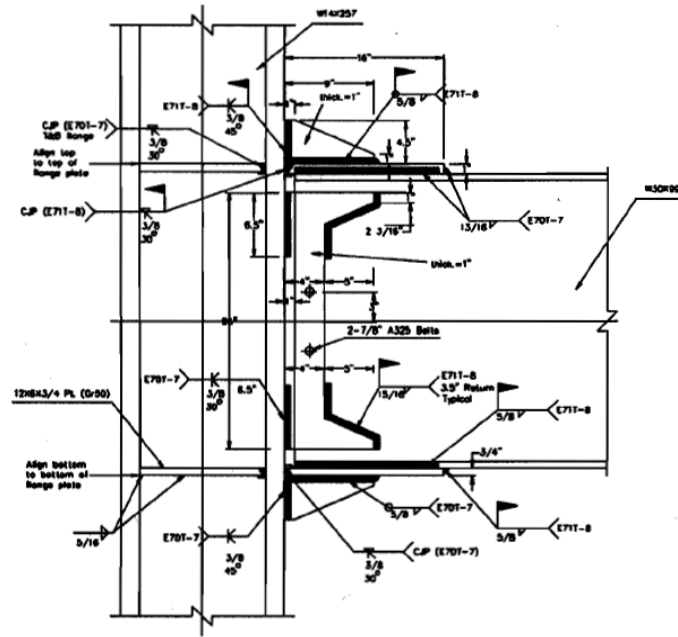 W14X257
16"
9"
E71T-8
3/8
45°
1"
thick.=1"
5/8
E71T-8
CJP (E70T-7)
T&B flange
3/8
30°
4.5"
Align top
to top of
flange plate
W30X99
CJP (E71T-8)
3/8
30°
6.5"
2 3/16"
13/16
E70T-7
thick.=1"
4"
5"
1"
3"
2-7/8" A325 Bolts
4"
5"
E70T-7
3/8
30°
6.5"
E71T-8
3.5" Return
Typical
15/16
12X6X3/4 PL (Gr50)
5/8
E71T-8
3/4"
Align bottom
to bottom of
flange plate
5/16
E70T-7
3/8
45°
5/8
E70T-7
5/8
E71T-8
3/8
30°
CJP (E70T-7)